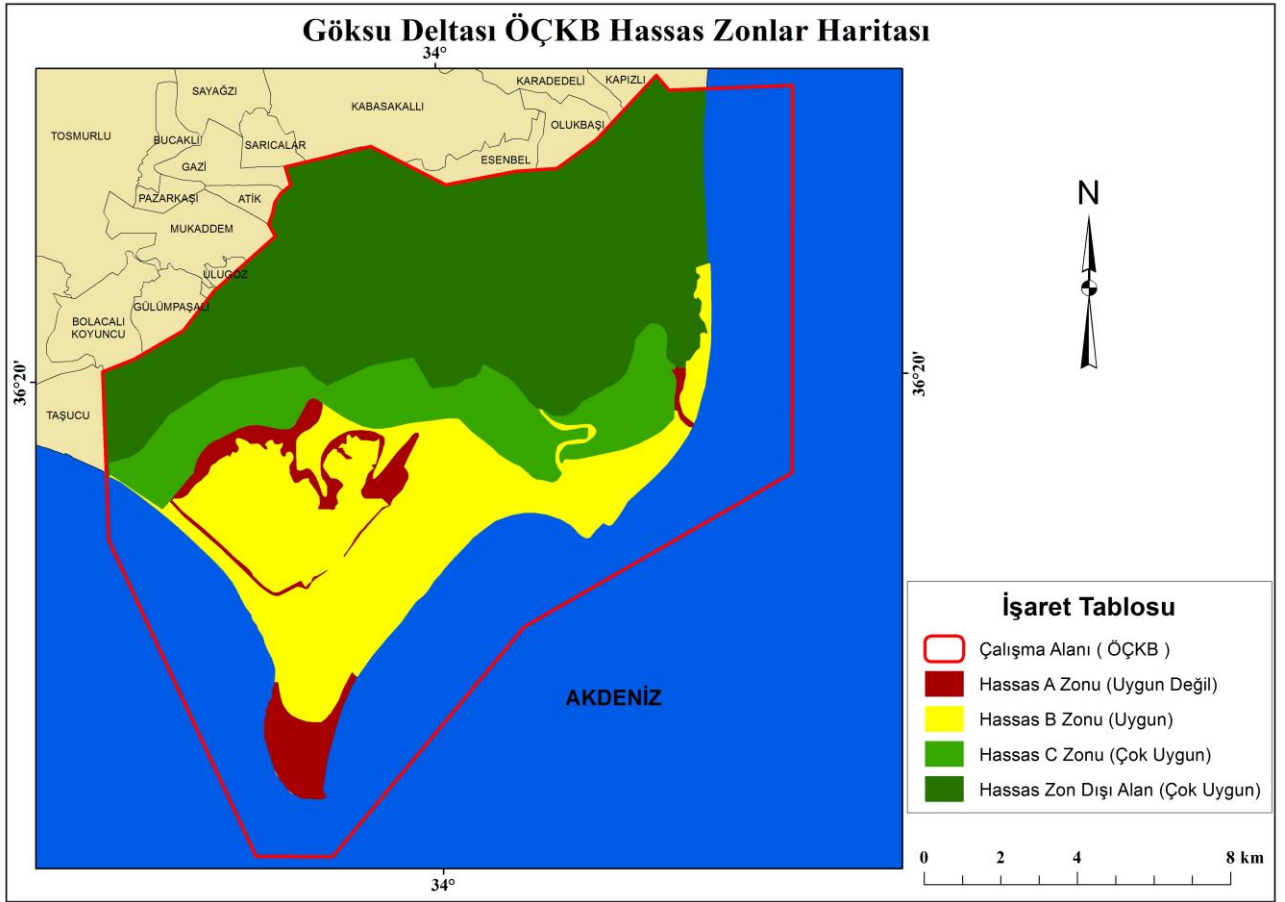 Göksu Deltası ÖÇKB Hassas Zonlar Haritası
34°
KARADEDELİ
KAPIZLI
SAYAĞZI
KABASAKALLI
OLUKBAŞI
TOSMURLU
BUCAKLI
SARICALAR
ESENBEL
GAZİ
PAZARKAŞI
ATİK
MUKADDEM
N
ULUGÖZ
GÜLÜMPAŞALI
BOLACALI
KOYUNCU
36°20'
36°20'
TAŞUCU
AKDENİZ
İşaret Tablosu
Çalışma Alanı ( ÖÇKB )
Hassas A Zonu (Uygun Değil)
Hassas B Zonu (Uygun)
Hassas C Zonu (Çok Uygun)
Hassas Zon Dışı Alan (Çok Uygun)
0 2 4 8 km
34°